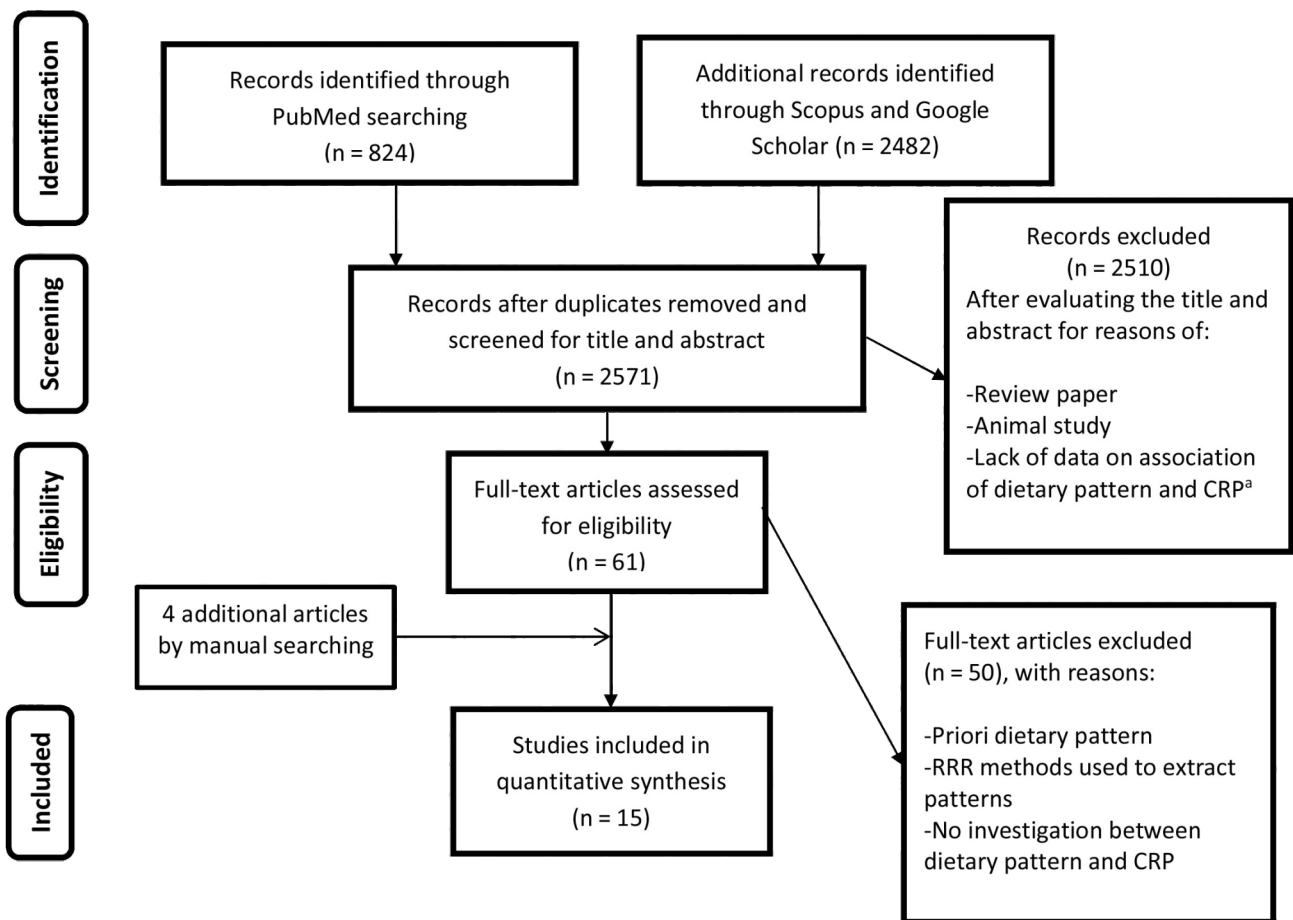 Identification
Records identified through
PubMed searching
(n = 824)
Additional records identified
through Scopus and Google
Scholar (n = 2482)
Screening
Records after duplicates removed and
screened for title and abstract
(n = 2571)
Records excluded
(n = 2510)
After evaluating the title and
abstract for reasons of:
-Review paper
-Animal study
-Lack of data on association
of dietary pattern and CRPᵃ
Eligibility
Full-text articles assessed
for eligibility
(n = 61)
4 additional articles
by manual searching
Full-text articles excluded
(n = 50), with reasons:
-Priori dietary pattern
-RRR methods used to extract
patterns
-No investigation between
dietary pattern and CRP
Included
Studies included in
quantitative synthesis
(n = 15)